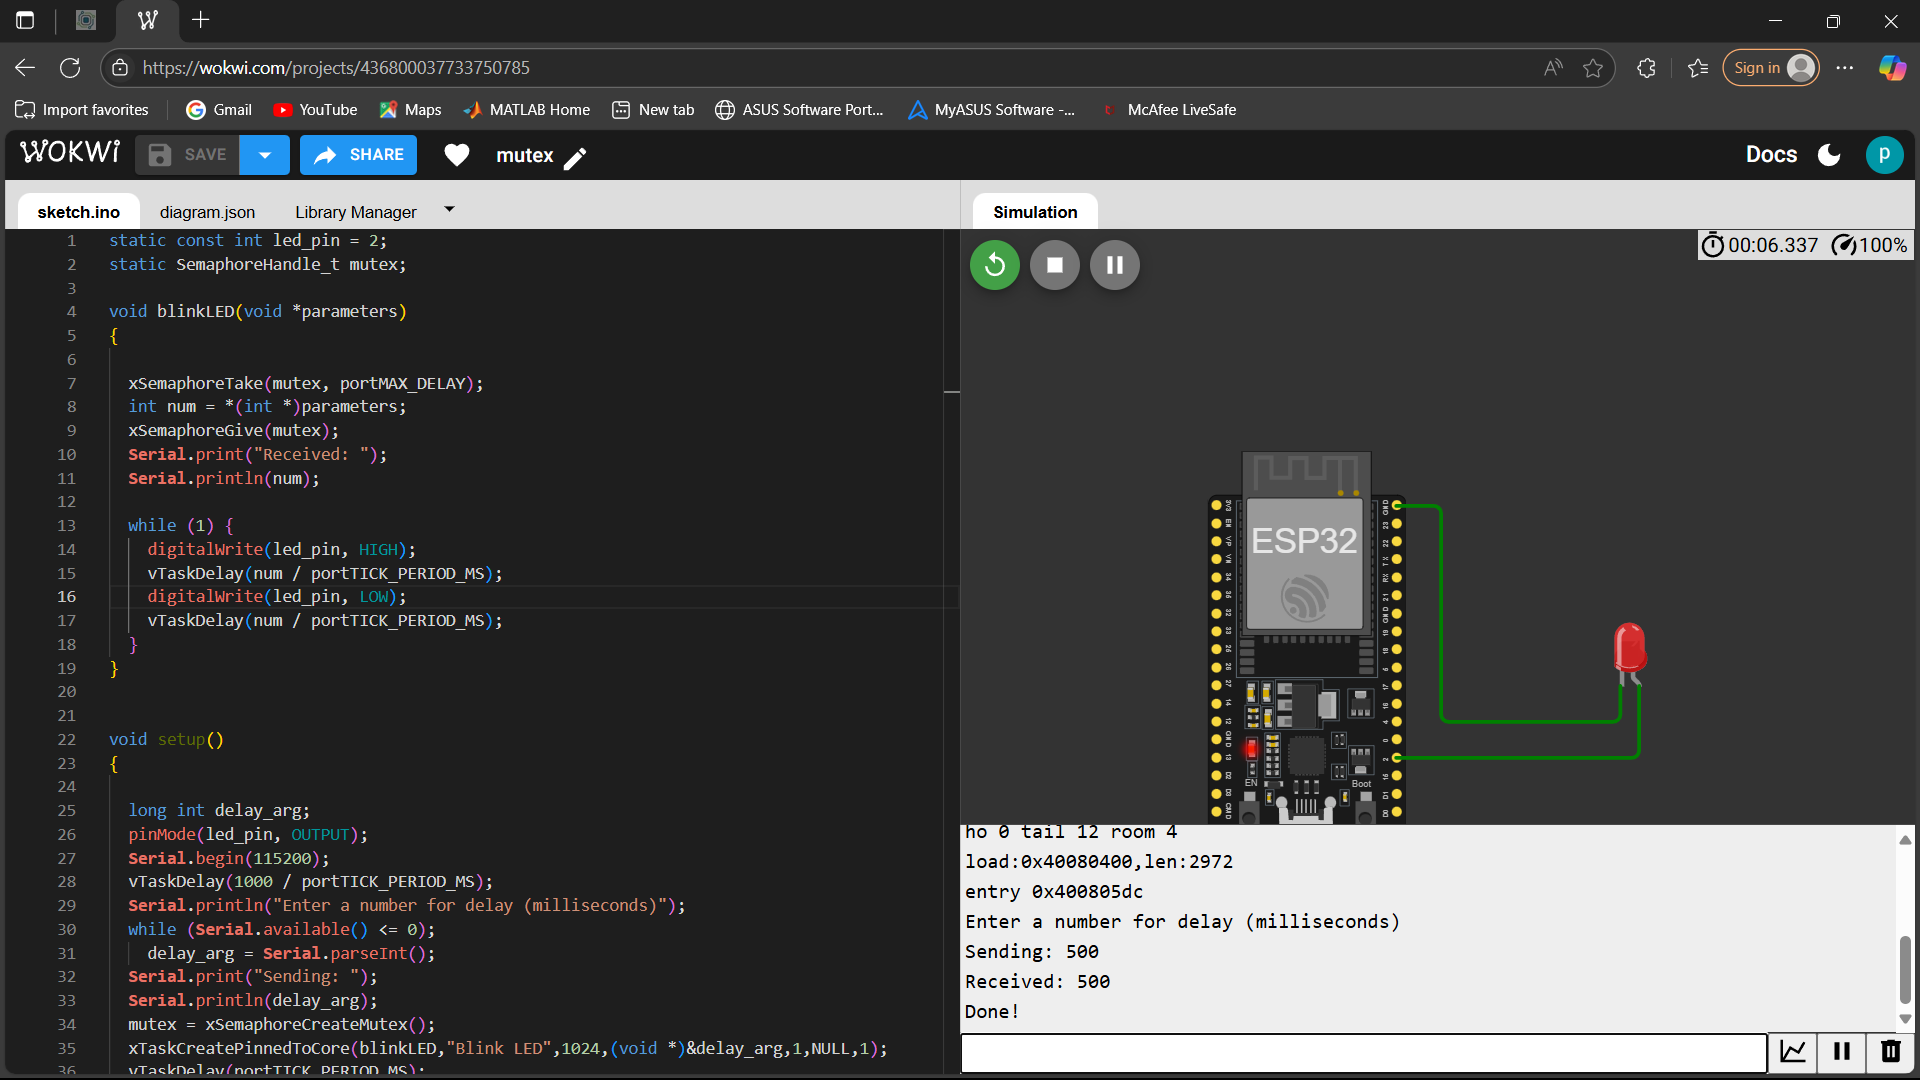 https://wokwi.com/projects/436800037733750785
Sign in
Import favorites
Gmail
YouTube
Maps
MATLAB Home
New tab
ASUS Software Port...
MyASUS Software -...
McAfee LiveSafe
WOKWI
SAVE
SHARE
mutex
Docs
p
sketch.ino
diagram.json
Library Manager
Simulation
1 static const int led_pin = 2;
2 static SemaphoreHandle_t mutex;
3
4 void blinkLED(void *parameters)
5 {
6
7 xSemaphoreTake(mutex, portMAX_DELAY);
8 int num = *(int *)parameters;
9 xSemaphoreGive(mutex);
10 Serial.print("Received: ");
11 Serial.println(num);
12
13 while (1) {
14 digitalWrite(led_pin, HIGH);
15 vTaskDelay(num / portTICK_PERIOD_MS);
16 digitalWrite(led_pin, LOW);
17 vTaskDelay(num / portTICK_PERIOD_MS);
18 }
19 }
20
21
22 void setup()
23 {
24
25 long int delay_arg;
26 pinMode(led_pin, OUTPUT);
27 Serial.begin(115200);
28 vTaskDelay(1000 / portTICK_PERIOD_MS);
29 Serial.println("Enter a number for delay (milliseconds)");
30 while (Serial.available() <= 0);
31 delay_arg = Serial.parseInt();
32 Serial.print("Sending: ");
33 Serial.println(delay_arg);
34 mutex = xSemaphoreCreateMutex();
35 xTaskCreatePinnedToCore(blinkLED,"Blink LED",1024,(void *)&delay_arg,1,NULL,1);
36 vTaskDelay(portTICK_PERIOD_MS);
00:06.337
100%
ESP32
EN
Boot
ho 0 tail 12 room 4
load:0x40080400,len:2972
entry 0x400805dc
Enter a number for delay (milliseconds)
Sending: 500
Received: 500
Done!